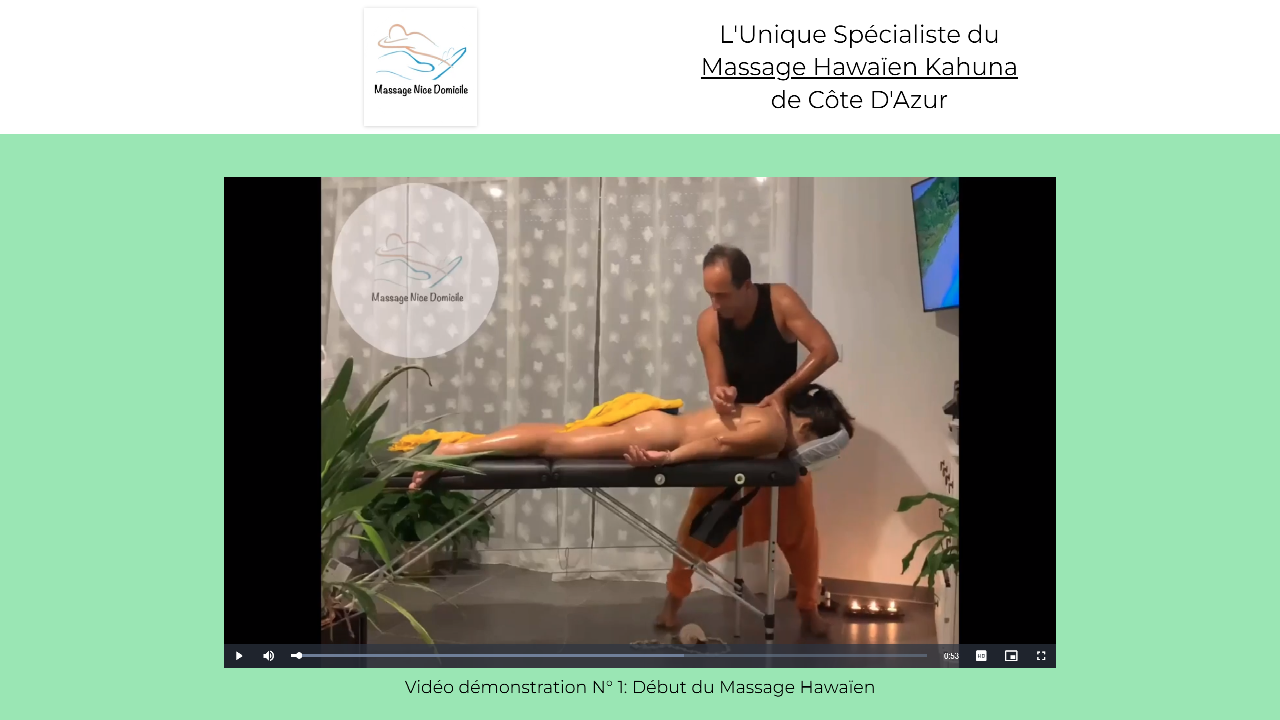 Massage Nice Domicile
L'Unique Spécialiste du
Massage Hawaïen Kahuna
de Côte D'Azur
Massage Nice Domicile
0:53
HD
Vidéo démonstration N° 1: Début du Massage Hawaïen